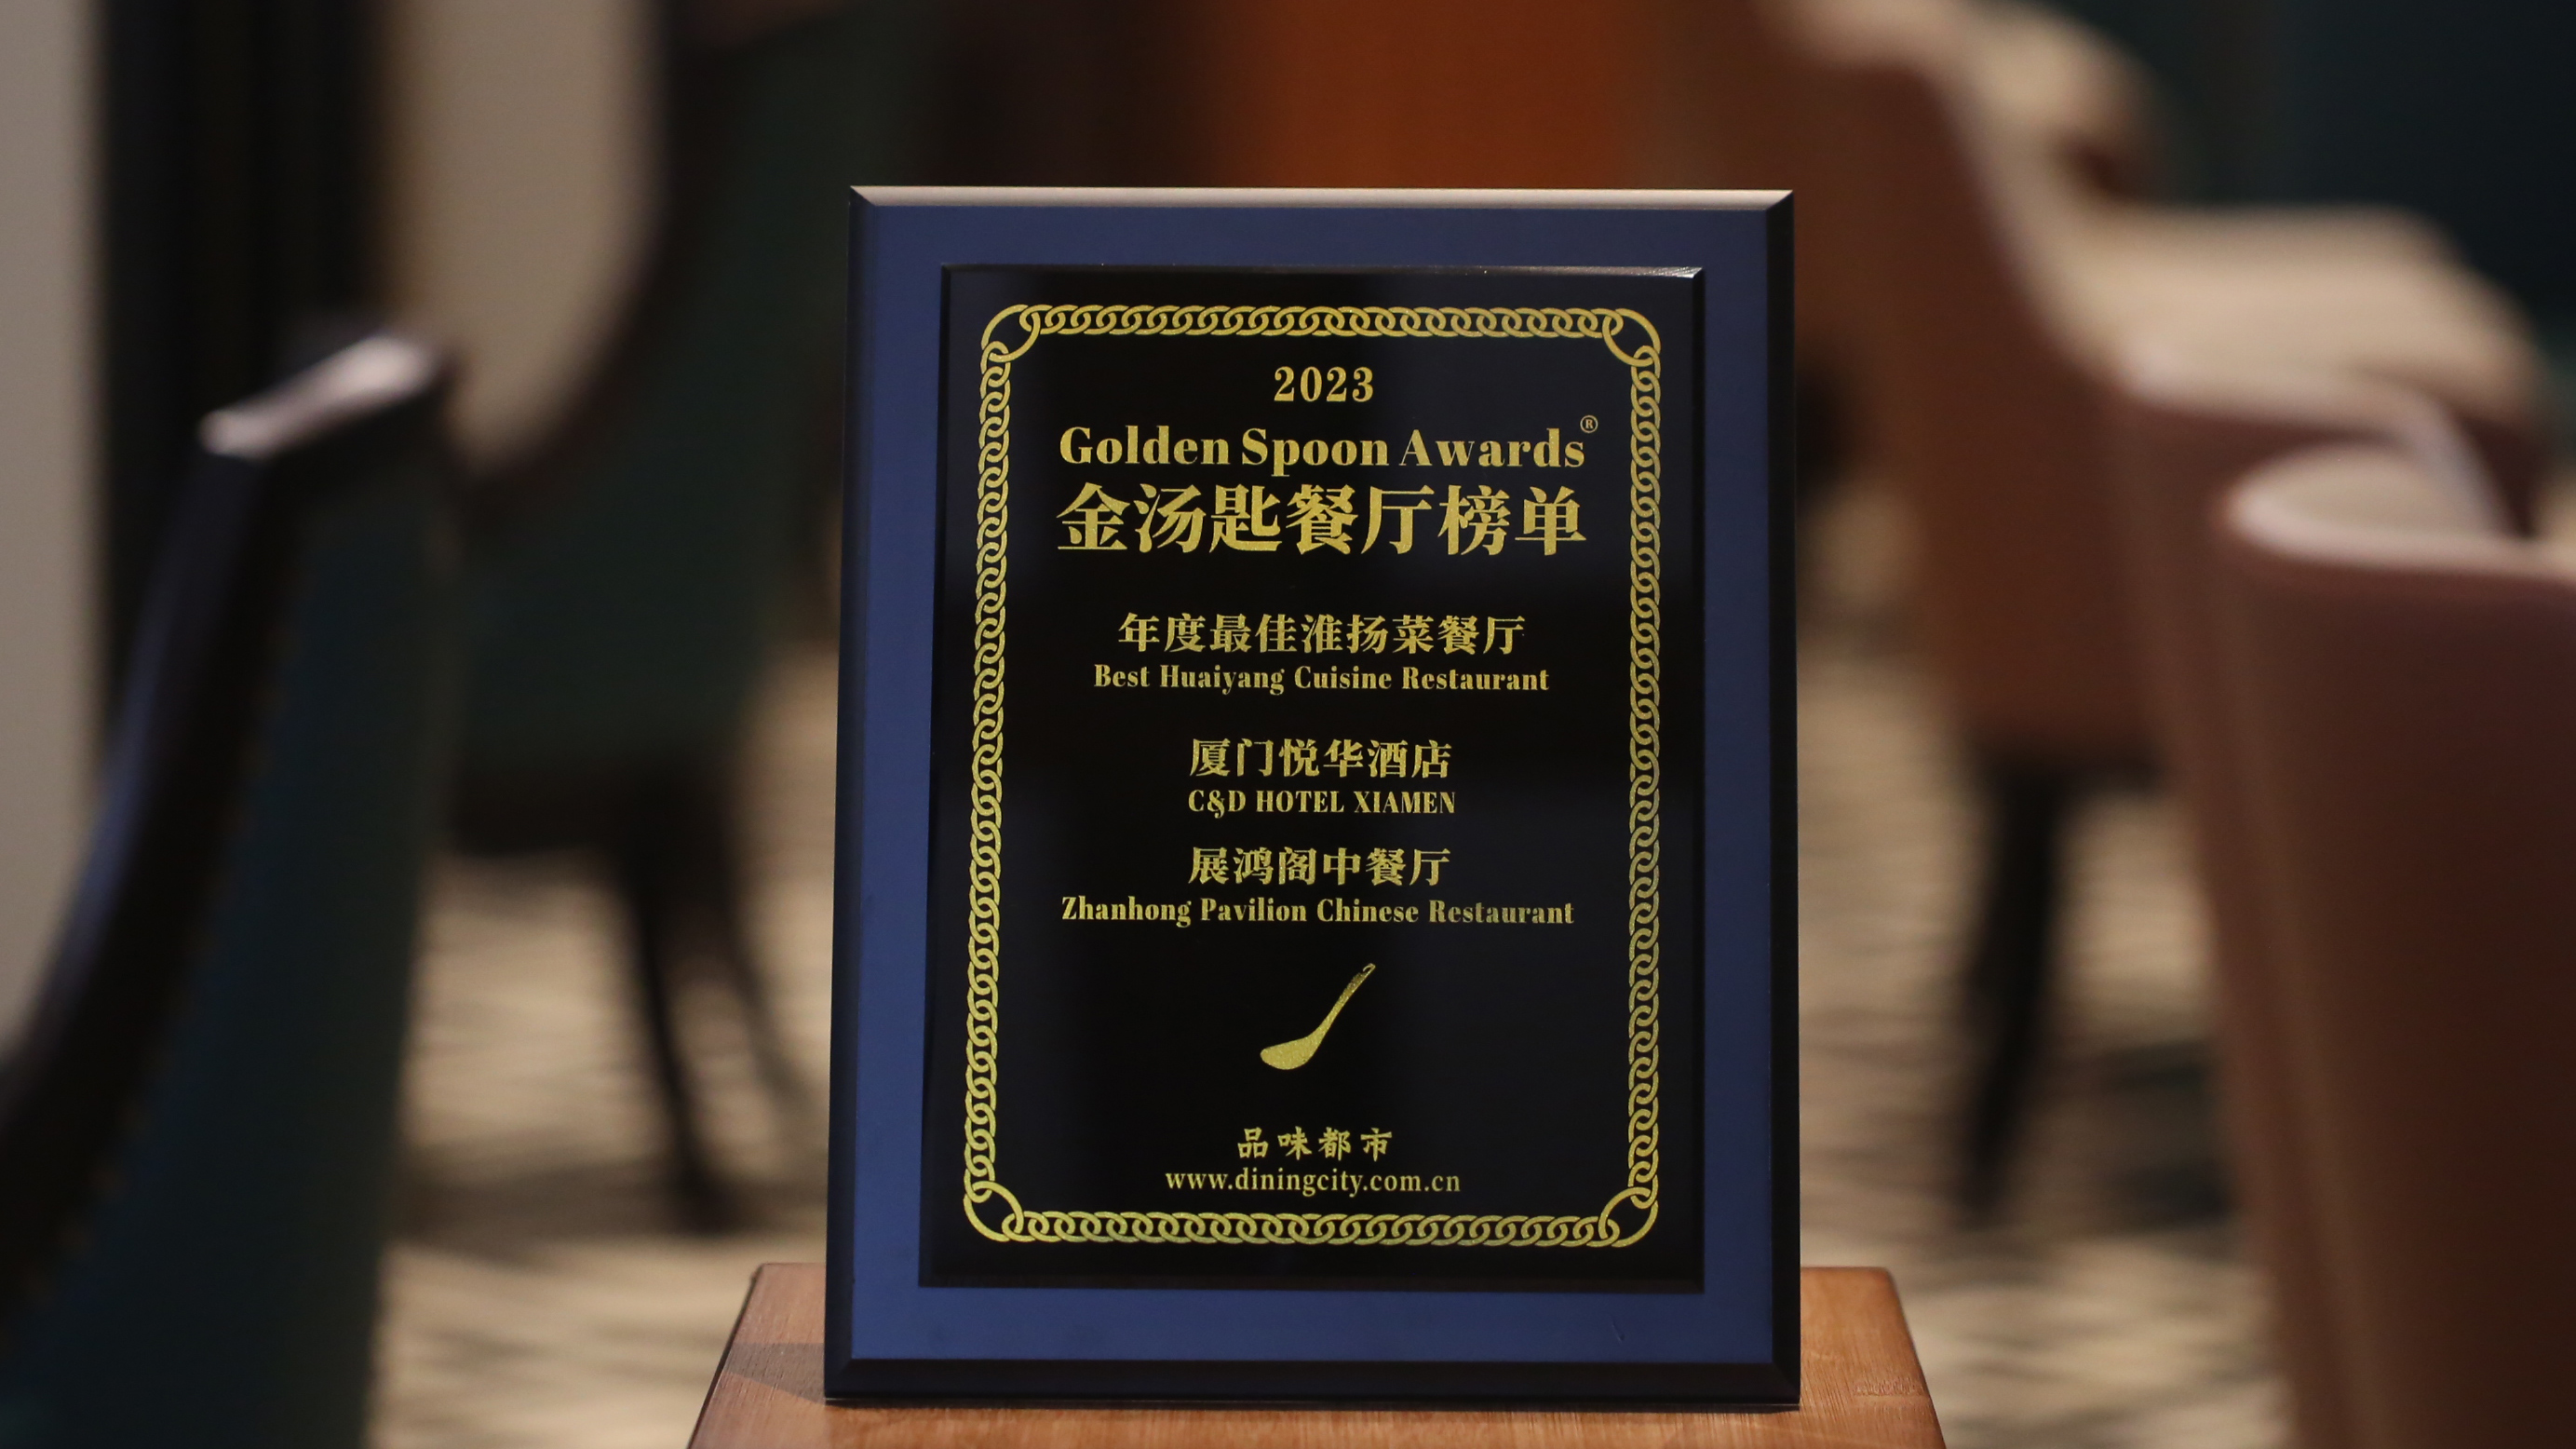 2023
Golden Spoon Awards®
金汤匙餐厅榜单
年度最佳淮扬菜餐厅
Best Huaiyang Cuisine Restaurant
厦门悦华酒店
C&D HOTEL XIAMEN
展鸿阁中餐厅
Zhanhong Pavilion Chinese Restaurant
品味都市
www.diningcity.com.cn